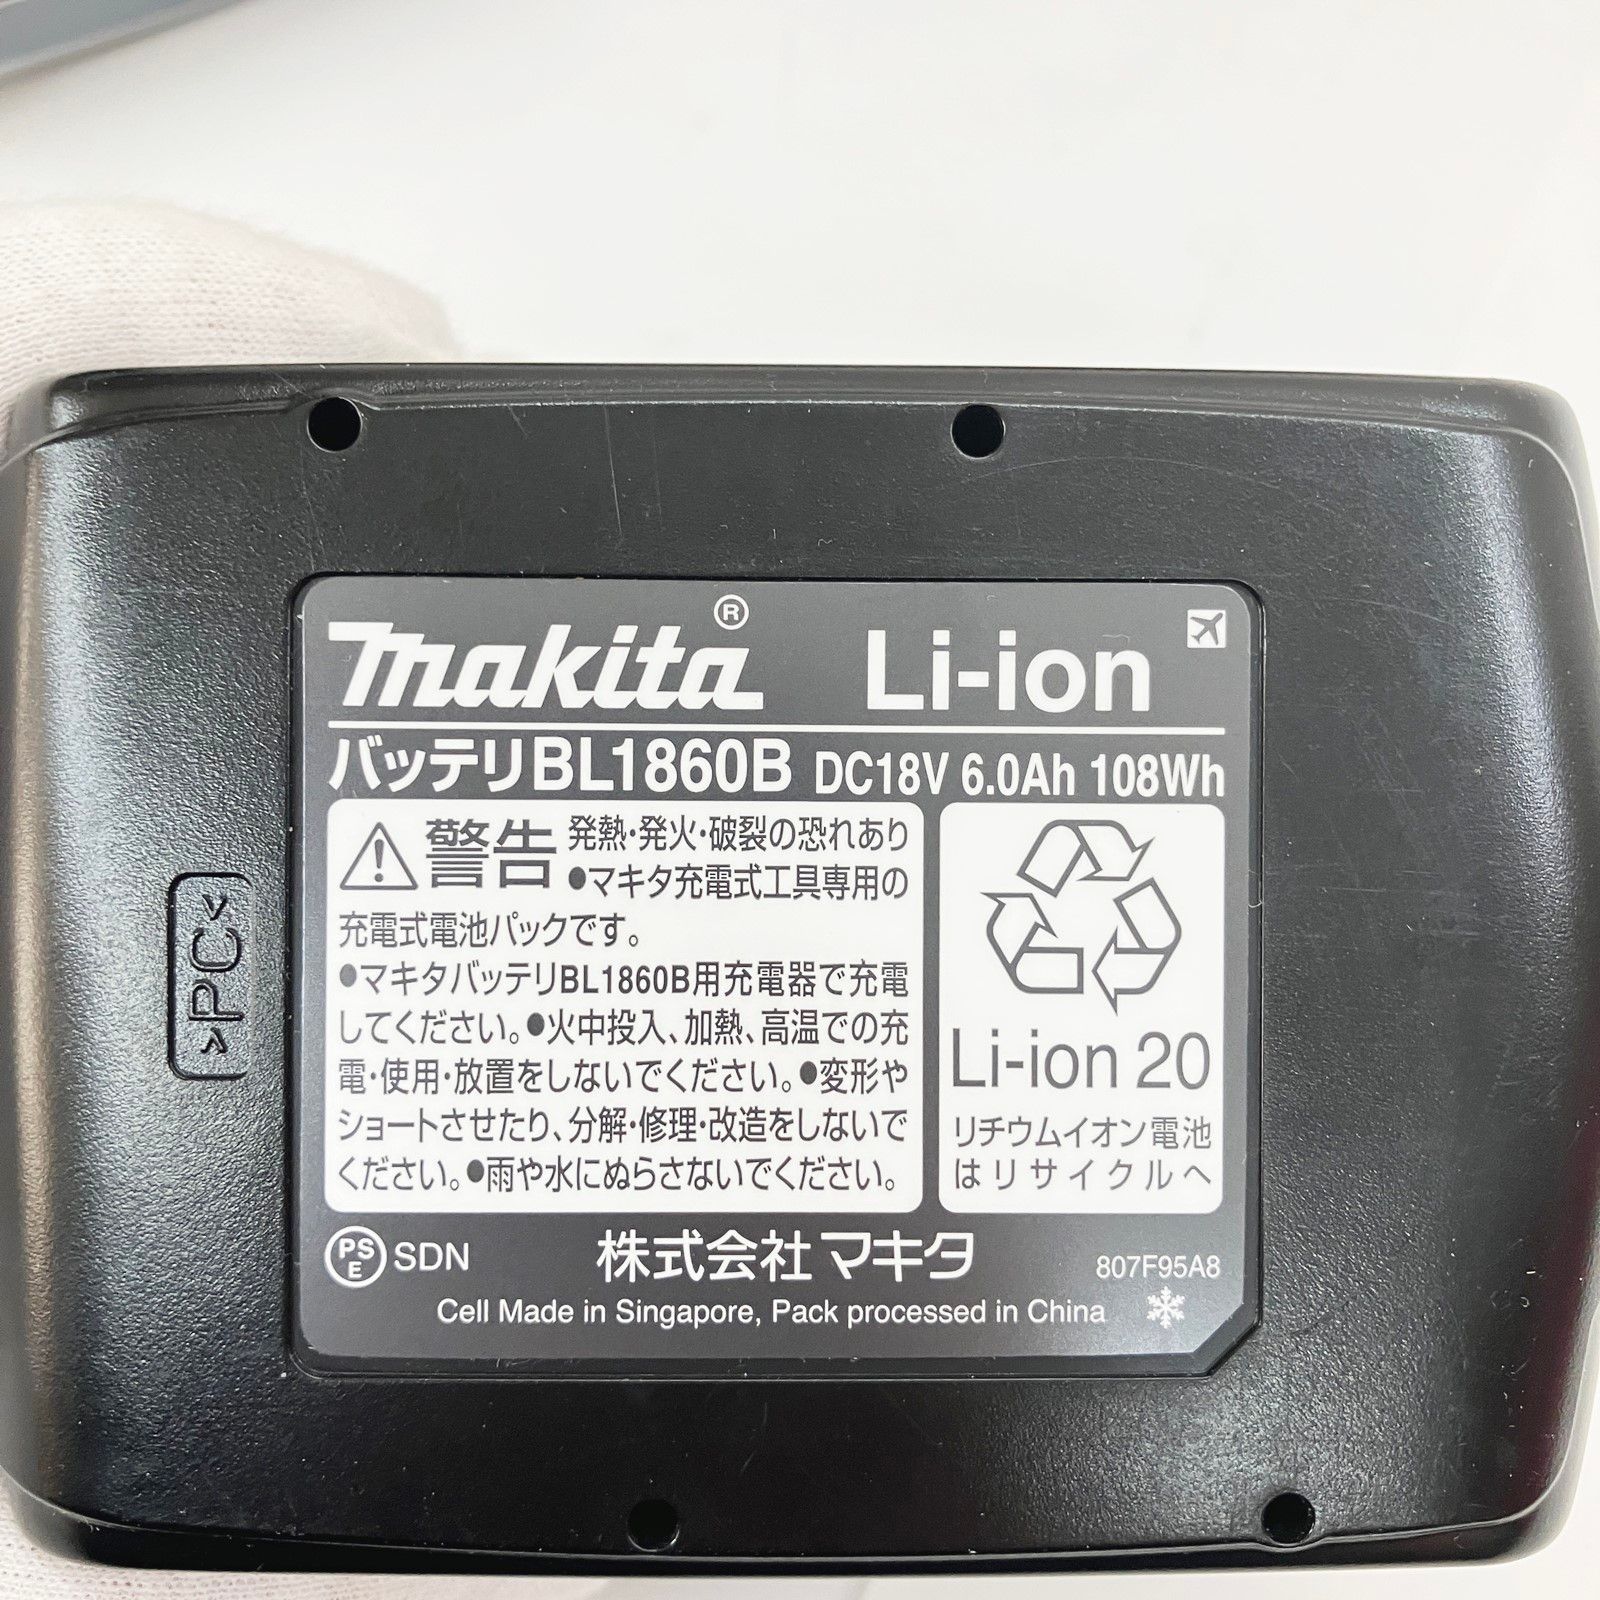 makita® Li-ion
バッテリBL1860B DC18V 6.0Ah 108Wh
警告 発熱・発火・破裂の恐れあり
●マキタ充電式工具専用の
充電式電池パックです。
●マキタバッテリBL1860B用充電器で充電
してください。●火中投入、加熱、高温での充
電・使用・放置をしないでください。●変形や
ショートさせたり、分解・修理・改造をしないで
ください。●雨や水にぬらさないでください。
Li-ion 20
リチウムイオン電池
はリサイクルへ
PSE SDN 株式会社マキタ 807F95A8
Cell Made in Singapore, Pack processed in China
>PC<